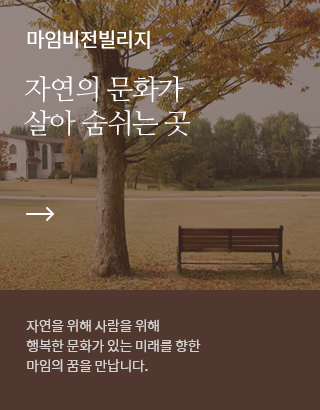 마임비전빌리지
자연의 문화가
살아 숨쉬는 곳
자연을 위해 사람을 위해
행복한 문화가 있는 미래를 향한
마임의 꿈을 만납니다.